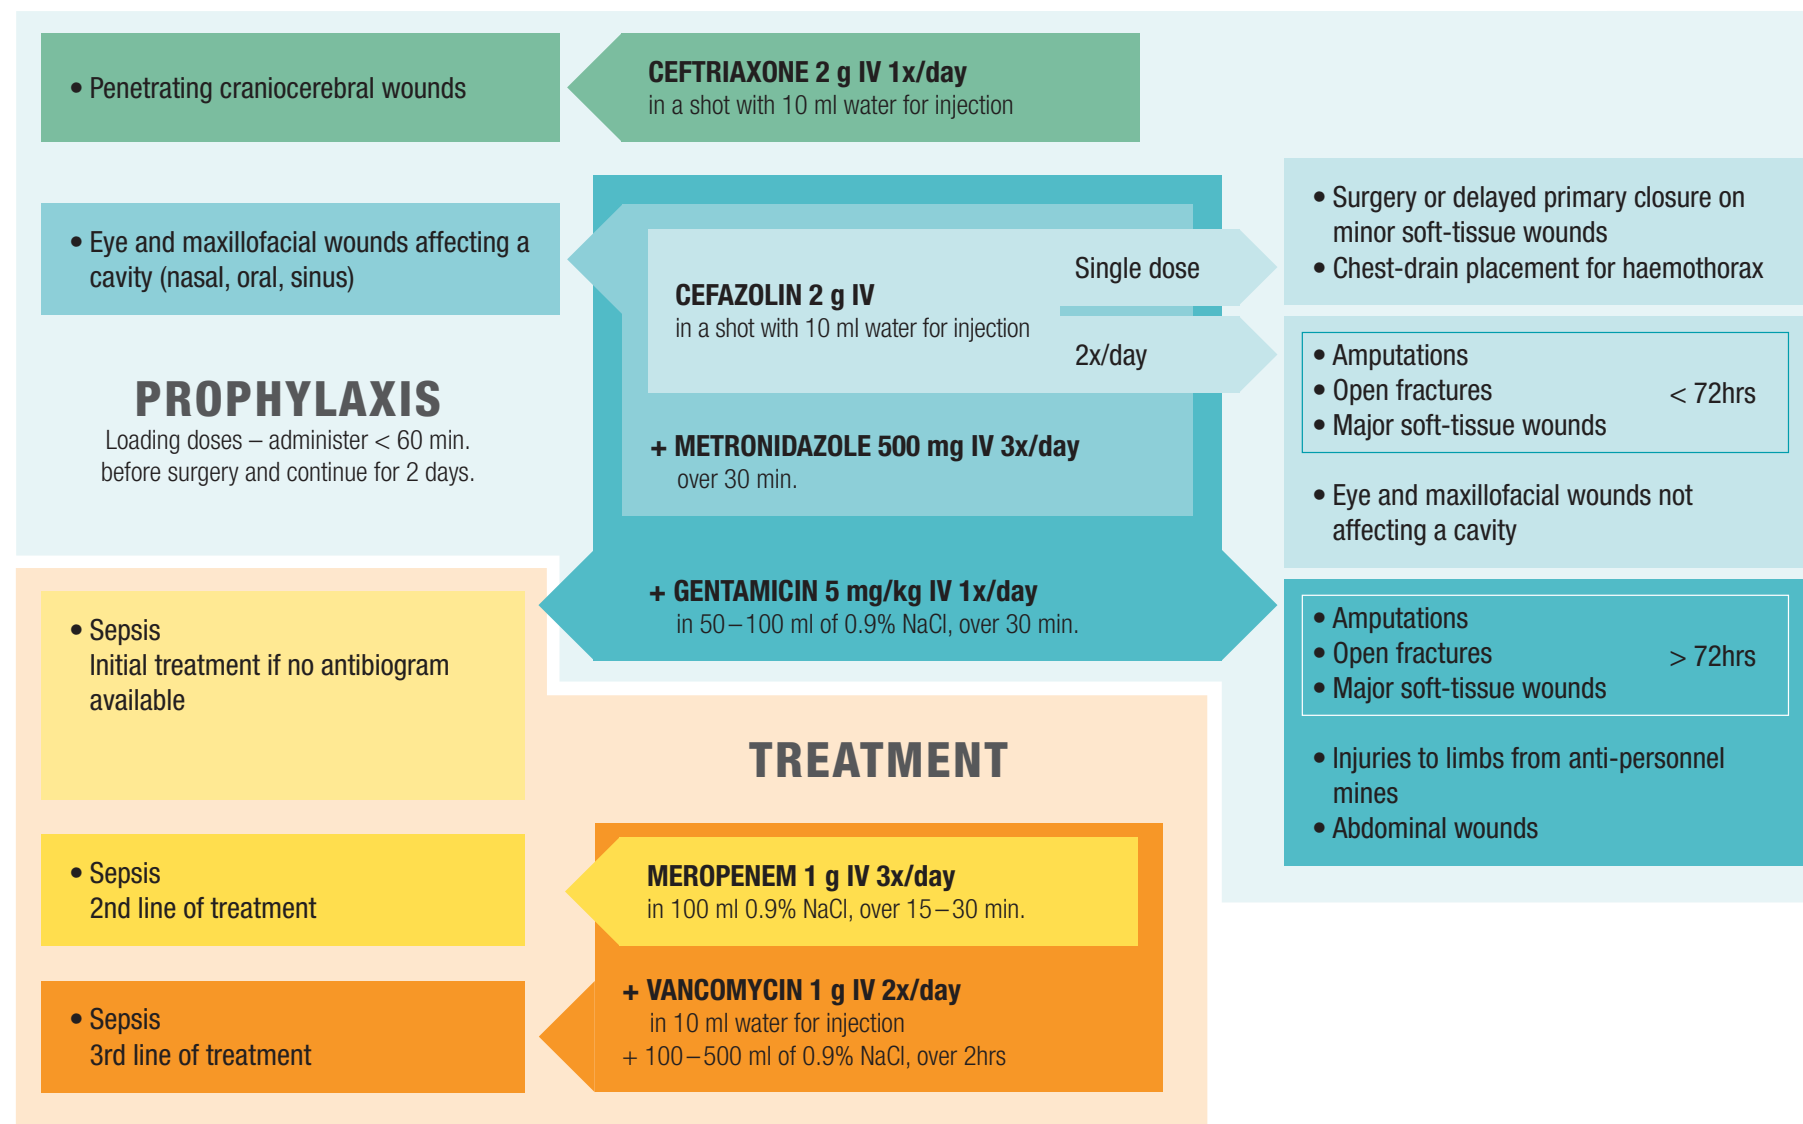 • Penetrating craniocerebral wounds
CEFTRIAXONE 2 g IV 1x/day
in a shot with 10 ml water for injection
• Eye and maxillofacial wounds affecting a
cavity (nasal, oral, sinus)
CEFAZOLIN 2 g IV
in a shot with 10 ml water for injection
Single dose
2x/day
• Surgery or delayed primary closure on
minor soft-tissue wounds
• Chest-drain placement for haemothorax
• Amputations
• Open fractures
• Major soft-tissue wounds
< 72hrs
• Eye and maxillofacial wounds not
affecting a cavity
PROPHYLAXIS
Loading doses – administer < 60 min.
before surgery and continue for 2 days.
+ METRONIDAZOLE 500 mg IV 3x/day
over 30 min.
+ GENTAMICIN 5 mg/kg IV 1x/day
in 50–100 ml of 0.9% NaCl, over 30 min.
• Amputations
• Open fractures
• Major soft-tissue wounds
> 72hrs
• Injuries to limbs from anti-personnel
mines
• Abdominal wounds
• Sepsis
Initial treatment if no antibiogram
available
TREATMENT
• Sepsis
2nd line of treatment
MEROPENEM 1 g IV 3x/day
in 100 ml 0.9% NaCl, over 15–30 min.
• Sepsis
3rd line of treatment
+ VANCOMYCIN 1 g IV 2x/day
in 10 ml water for injection
+ 100–500 ml of 0.9% NaCl, over 2hrs